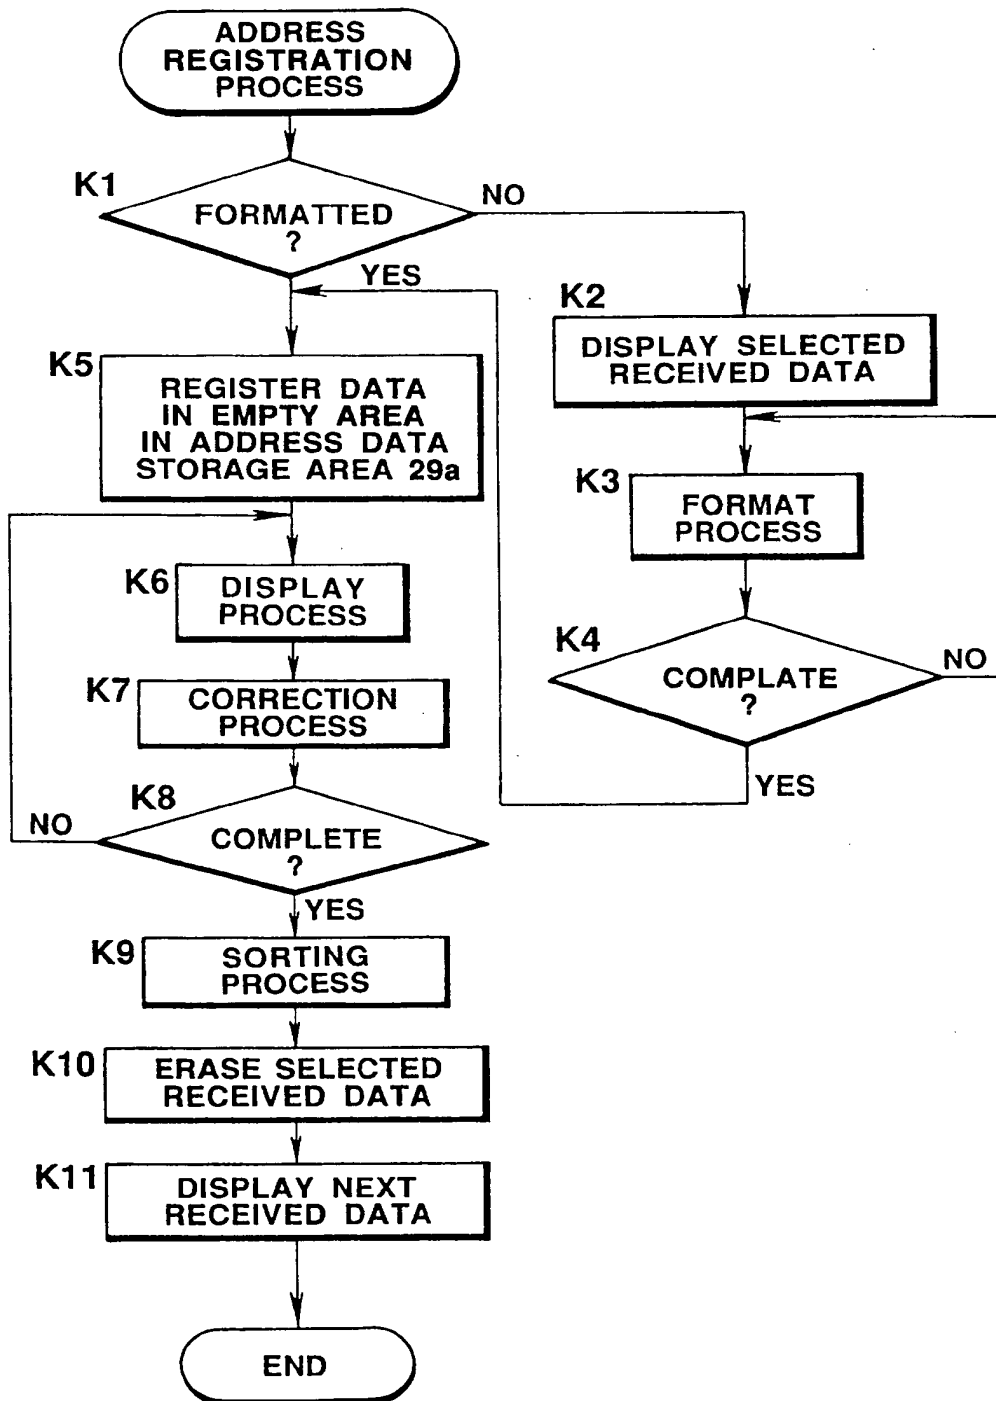 ADDRESS
REGISTRATION
PROCESS
K1
FORMATTED
?
NO
YES
K2
DISPLAY SELECTED
RECEIVED DATA
K5
REGISTER DATA
IN EMPTY AREA
IN ADDRESS DATA
STORAGE AREA 29a
K3
FORMAT
PROCESS
K6
DISPLAY
PROCESS
K4
COMPLATE
?
NO
YES
K7
CORRECTION
PROCESS
K8
COMPLETE
?
NO
YES
K9
SORTING
PROCESS
K10
ERASE SELECTED
RECEIVED DATA
K11
DISPLAY NEXT
RECEIVED DATA
END